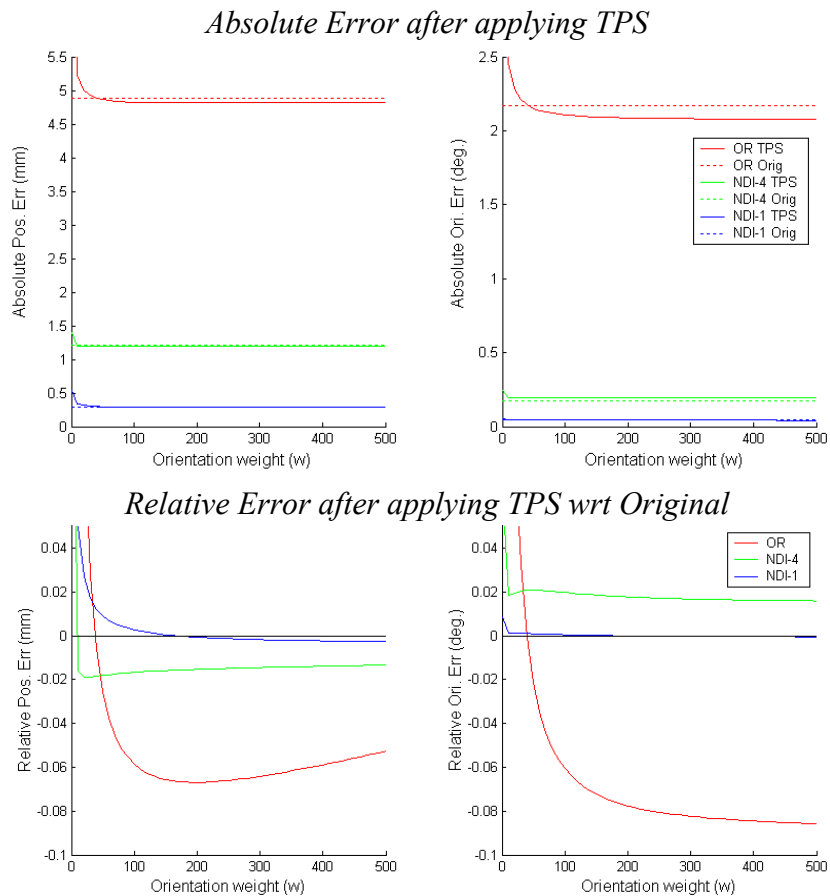 Absolute Error after applying TPS
5.5
5
4.5
4
3.5
3
2.5
2
1.5
1
0.5
0
0 100 200 300 400 500
Absolute Pos. Err (mm)
Orientation weight (w)
2.5
2
1.5
1
0.5
0
0 100 200 300 400 500
Absolute Ori. Err (deg.)
Orientation weight (w)
OR TPS
OR Orig
NDI-4 TPS
NDI-4 Orig
NDI-1 TPS
NDI-1 Orig
Relative Error after applying TPS wrt Original
0.04
0.02
0
-0.02
-0.04
-0.06
-0.08
-0.1
0 100 200 300 400 500
Relative Pos. Err (mm)
Orientation weight (w)
0.04
0.02
0
-0.02
-0.04
-0.06
-0.08
-0.1
0 100 200 300 400 500
Relative Ori. Err (deg.)
Orientation weight (w)
OR
NDI-4
NDI-1